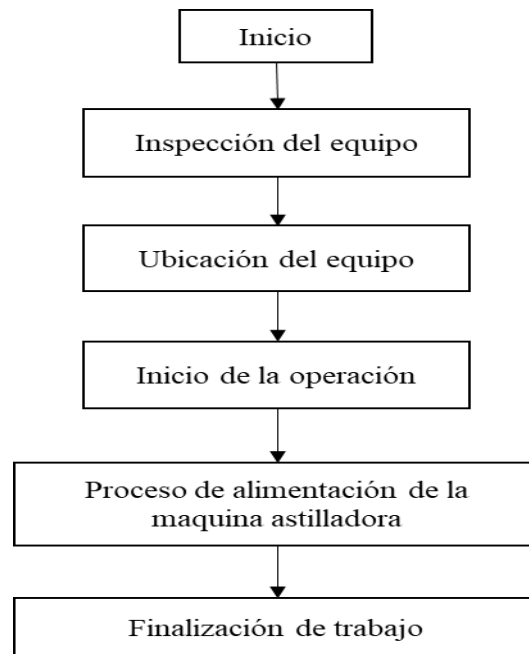 Inicio
Inspección del equipo
Ubicación del equipo
Inicio de la operación
Proceso de alimentación de la
maquina astilladora
Finalización de trabajo